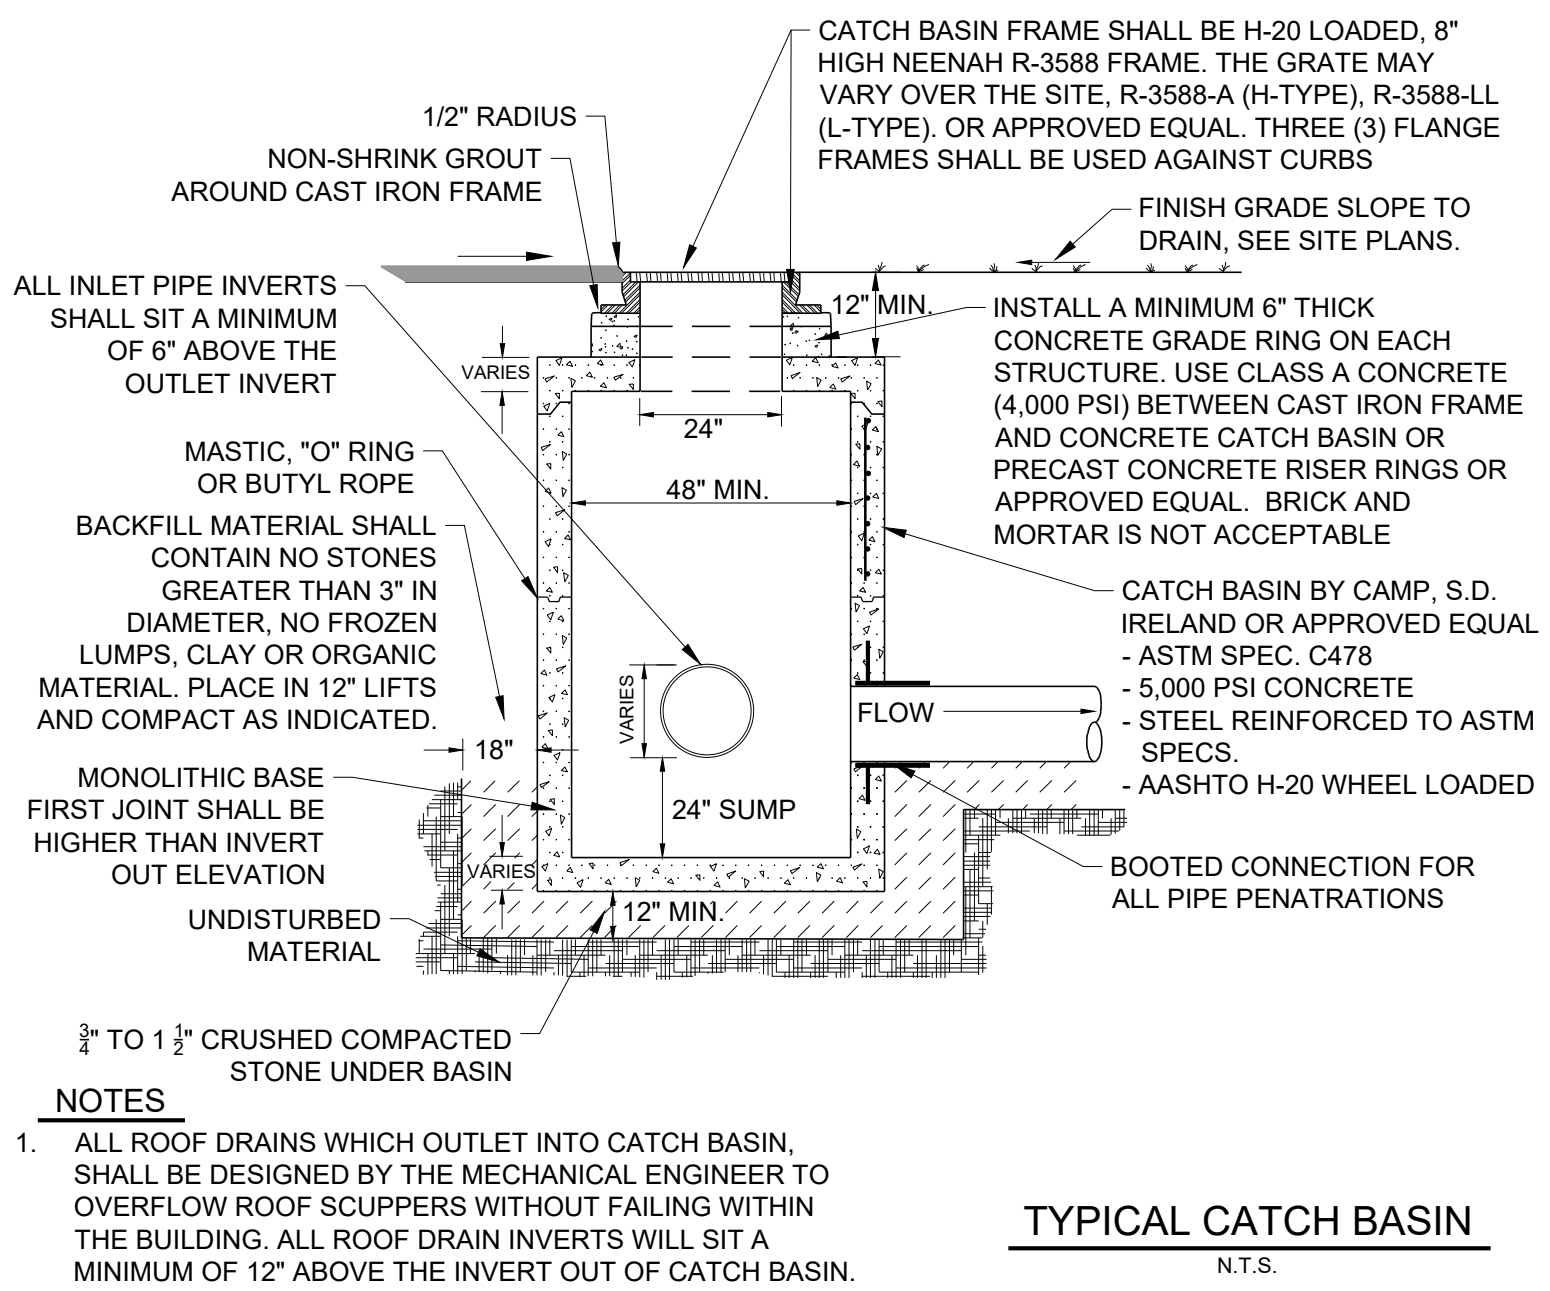 CATCH BASIN FRAME SHALL BE H-20 LOADED, 8"
HIGH NEENAH R-3588 FRAME. THE GRATE MAY
VARY OVER THE SITE, R-3588-A (H-TYPE), R-3588-LL
(L-TYPE). OR APPROVED EQUAL. THREE (3) FLANGE
FRAMES SHALL BE USED AGAINST CURBS
1/2" RADIUS
NON-SHRINK GROUT
AROUND CAST IRON FRAME
FINISH GRADE SLOPE TO
DRAIN, SEE SITE PLANS.
ALL INLET PIPE INVERTS
SHALL SIT A MINIMUM
OF 6" ABOVE THE
OUTLET INVERT
12" MIN.
INSTALL A MINIMUM 6" THICK
CONCRETE GRADE RING ON EACH
STRUCTURE. USE CLASS A CONCRETE
(4,000 PSI) BETWEEN CAST IRON FRAME
AND CONCRETE CATCH BASIN OR
PRECAST CONCRETE RISER RINGS OR
APPROVED EQUAL.  BRICK AND
MORTAR IS NOT ACCEPTABLE
VARIES
24"
MASTIC, "O" RING
OR BUTYL ROPE
48" MIN.
BACKFILL MATERIAL SHALL
CONTAIN NO STONES
GREATER THAN 3" IN
DIAMETER, NO FROZEN
LUMPS, CLAY OR ORGANIC
MATERIAL. PLACE IN 12" LIFTS
AND COMPACT AS INDICATED.
CATCH BASIN BY CAMP, S.D.
IRELAND OR APPROVED EQUAL
- ASTM SPEC. C478
- 5,000 PSI CONCRETE
- STEEL REINFORCED TO ASTM
SPECS.
- AASHTO H-20 WHEEL LOADED
VARIES
FLOW
18"
MONOLITHIC BASE
FIRST JOINT SHALL BE
HIGHER THAN INVERT
OUT ELEVATION
24" SUMP
VARIES
BOOTED CONNECTION FOR
ALL PIPE PENATRATIONS
UNDISTURBED
MATERIAL
12" MIN.
3/4" TO 1 1/2" CRUSHED COMPACTED
STONE UNDER BASIN
NOTES
1. ALL ROOF DRAINS WHICH OUTLET INTO CATCH BASIN,
SHALL BE DESIGNED BY THE MECHANICAL ENGINEER TO
OVERFLOW ROOF SCUPPERS WITHOUT FAILING WITHIN
THE BUILDING. ALL ROOF DRAIN INVERTS WILL SIT A
MINIMUM OF 12" ABOVE THE INVERT OUT OF CATCH BASIN.
TYPICAL CATCH BASIN
N.T.S.